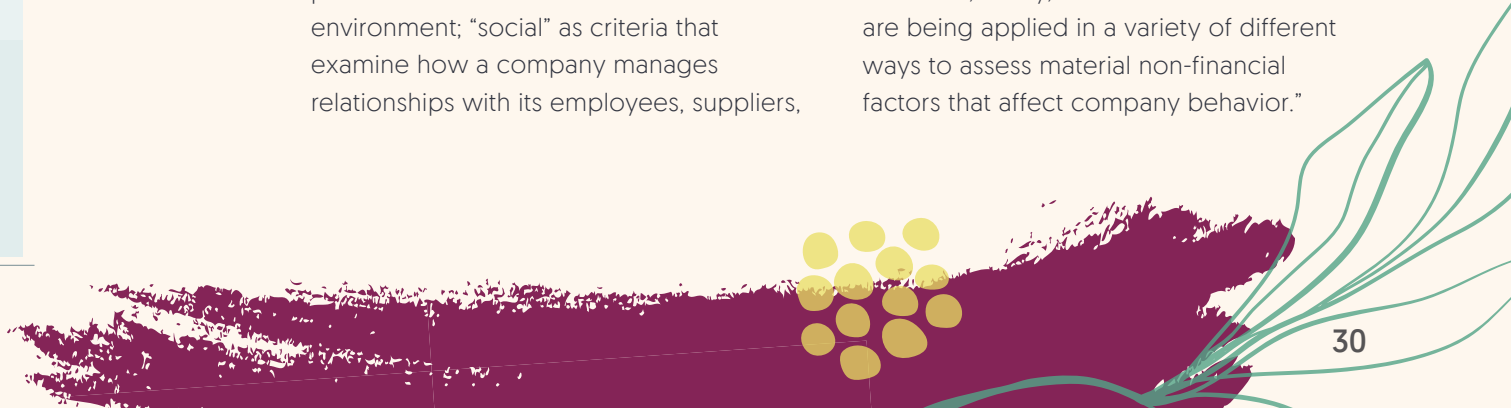 environment; “social” as criteria that
examine how a company manages
relationships with its employees, suppliers,
are being applied in a variety of different
ways to assess material non-financial
factors that affect company behavior.”
30